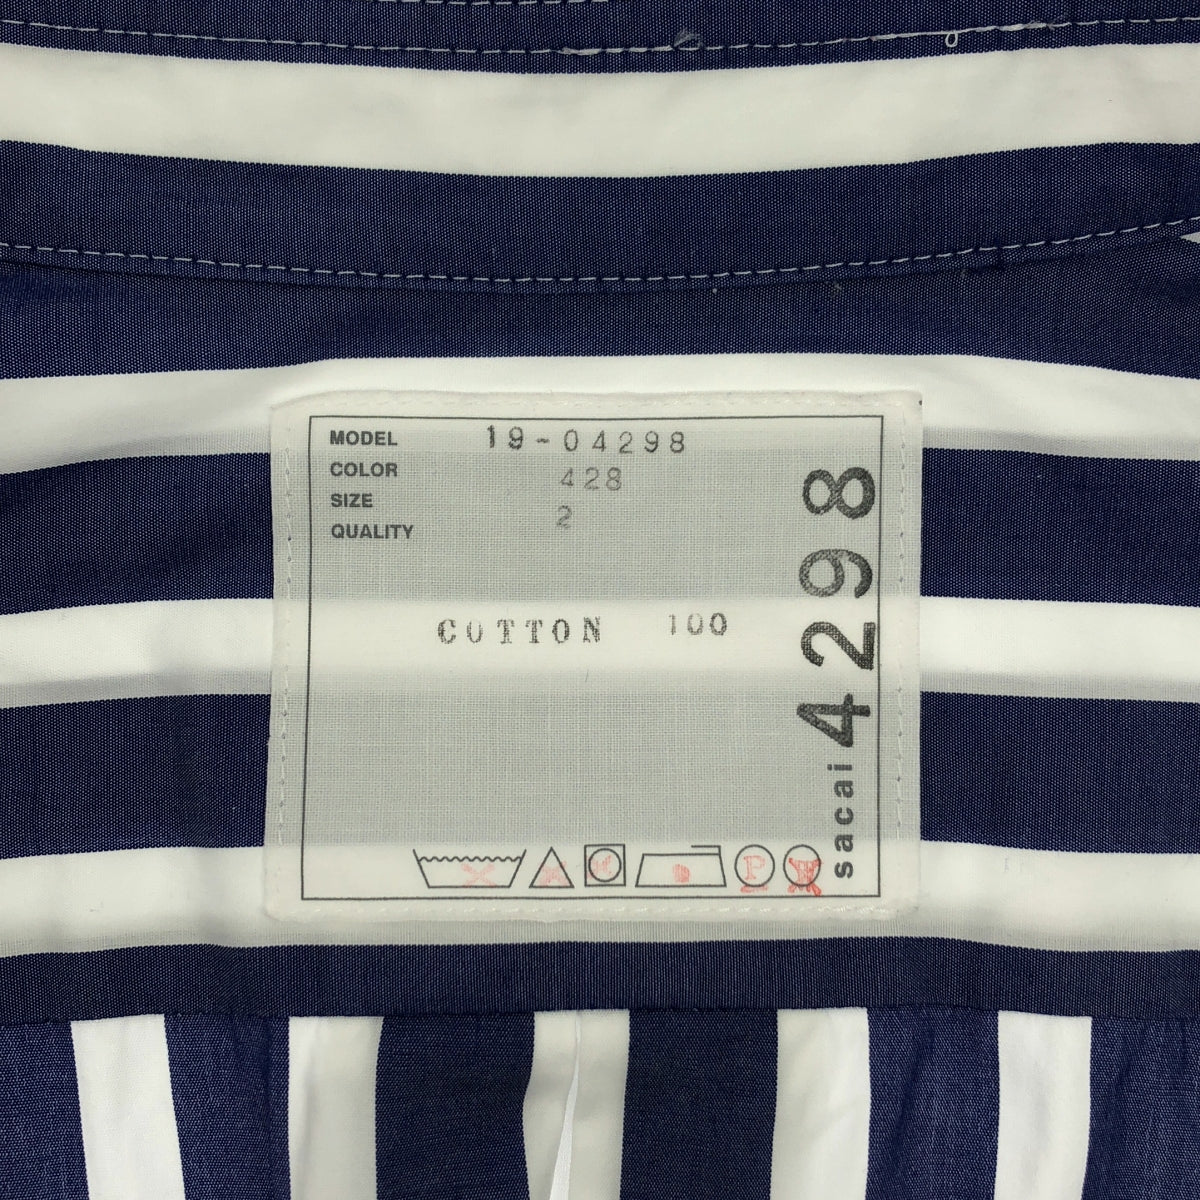 MODEL 19-04298
COLOR 428
SIZE 2
QUALITY
COTTON 100
sacai 4298
P